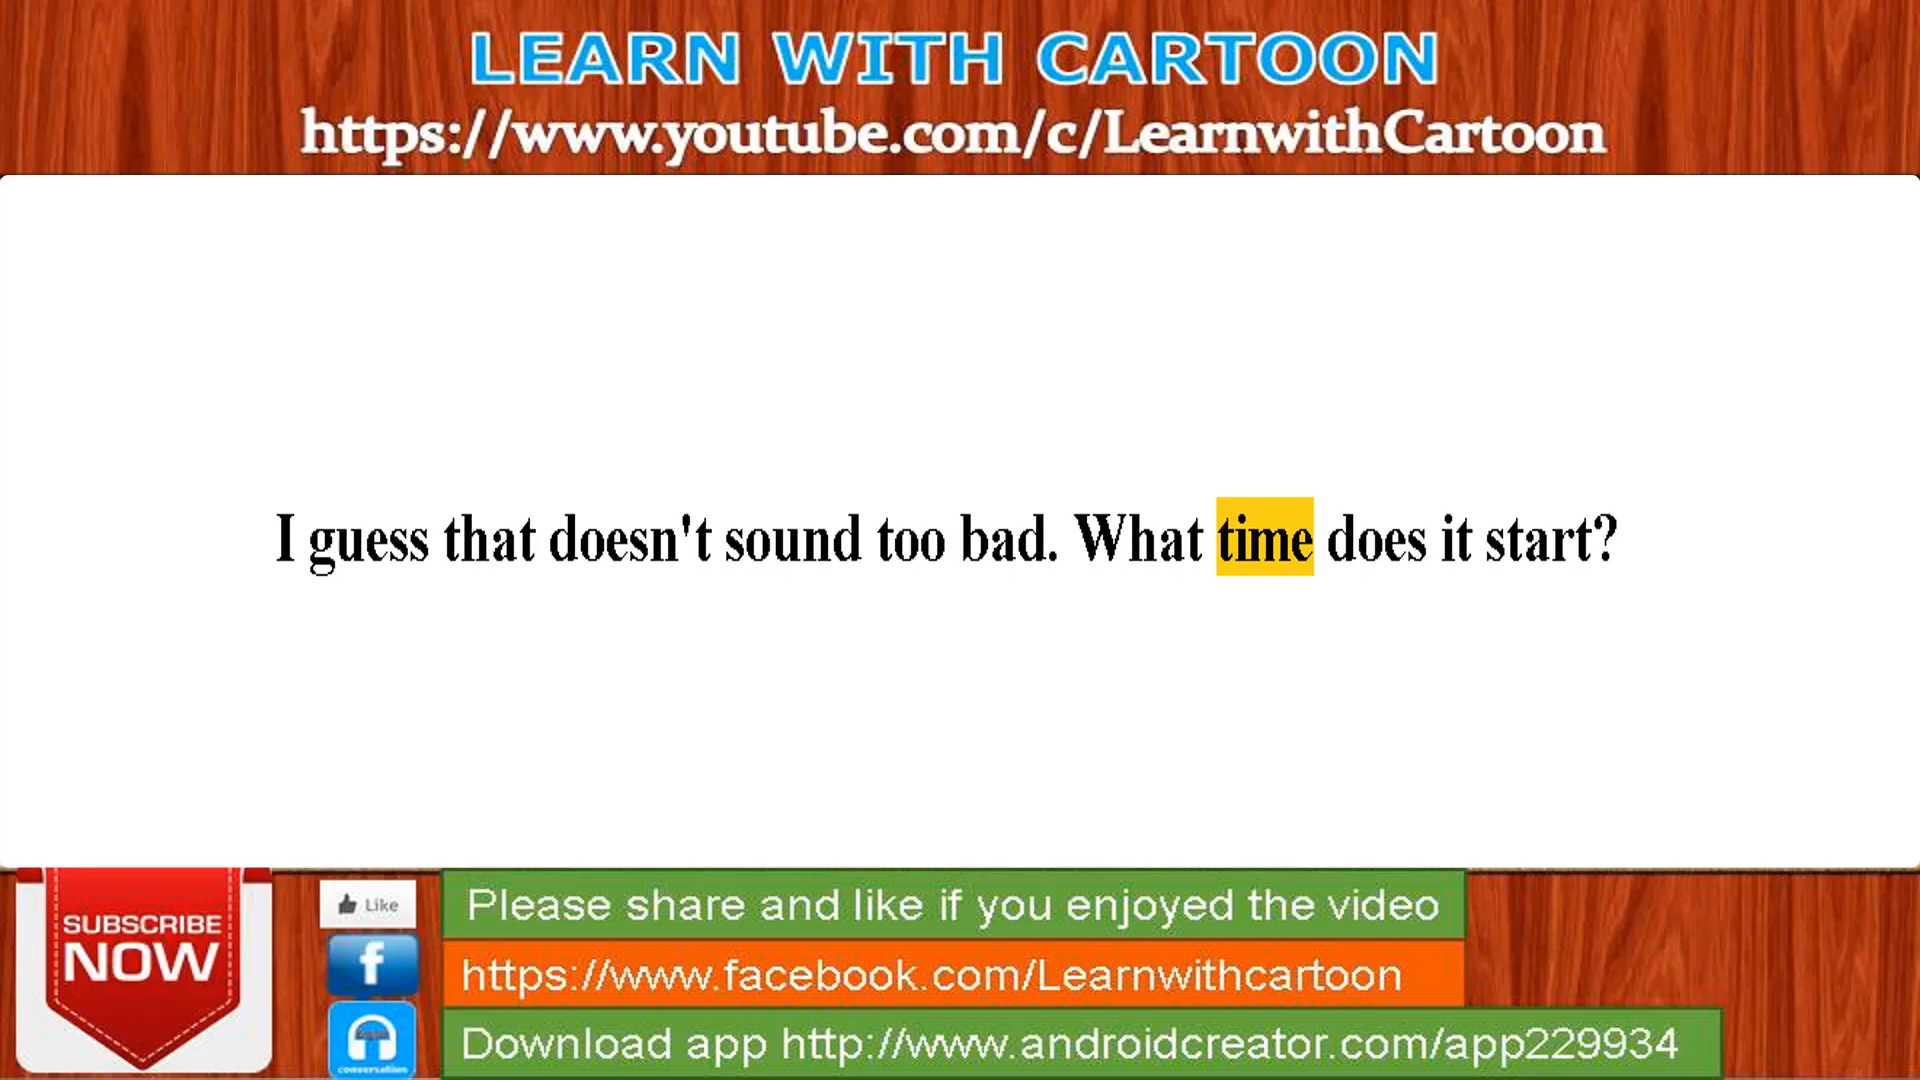 LEARN WITH CARTOON
https://www.youtube.com/c/LearnwithCartoon
I guess that doesn't sound too bad. What time does it start?
SUBSCRIBE
NOW
Like
Please share and like if you enjoyed the video
f
https://www.facebook.com/Learnwithcartoon
Download app http://www.androidcreator.com/app229934
conversation